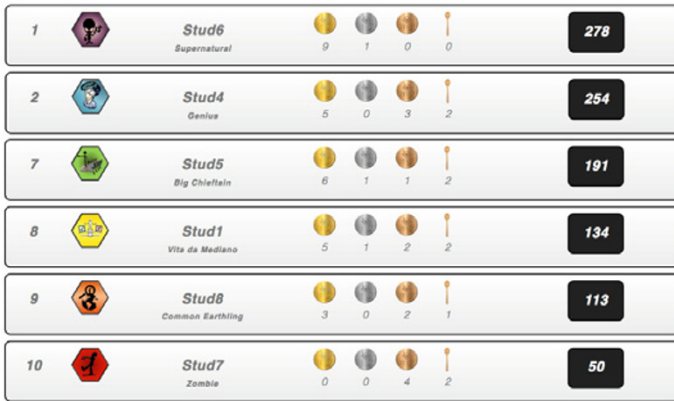 1 Stud6 278
Supernatural 9 1 0 0
2 Stud4 254
Genius 5 0 3 2
7 Stud5 191
Big Chieftain 6 1 1 2
8 Stud1 134
Vita da Mediano 5 1 2 2
9 Stud8 113
Common Earthling 3 0 2 1
10 Stud7 50
Zombie 0 0 4 2